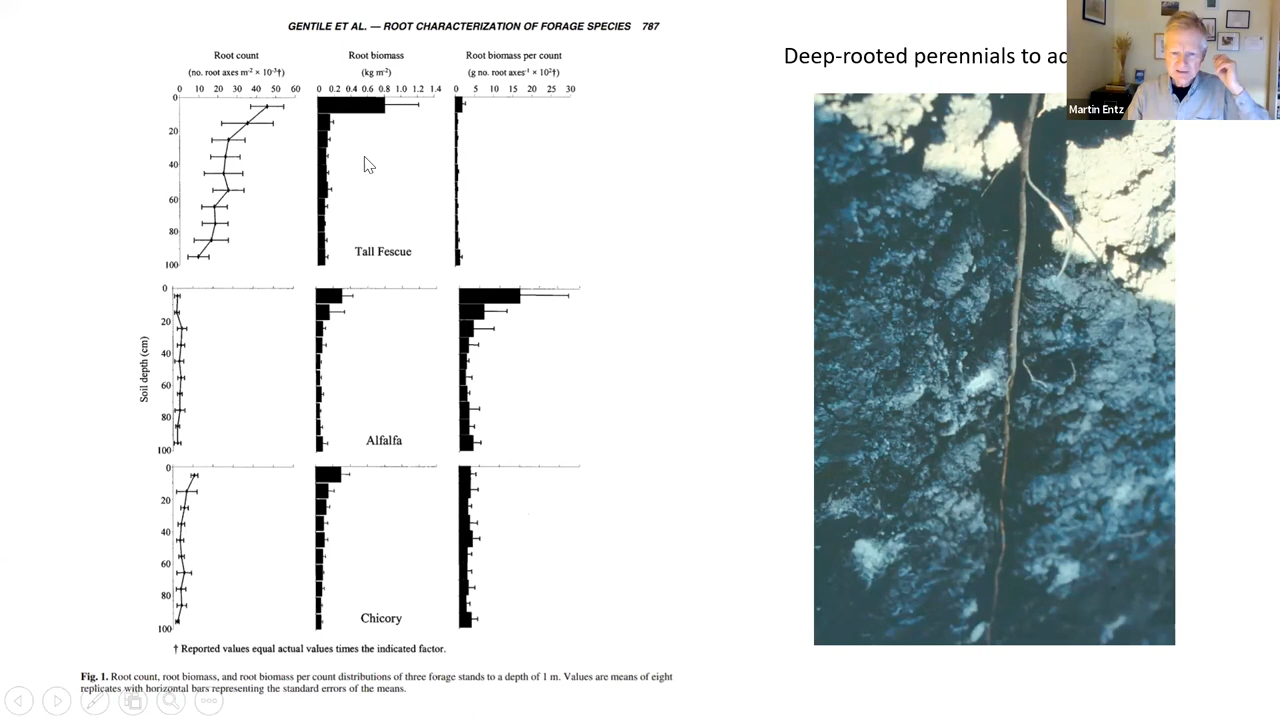 GENTILE ET AL. — ROOT CHARACTERIZATION OF FORAGE SPECIES 787
Deep-rooted perennials to
Martin Entz
Root count
(no. root axes m⁻² × 10⁻³†)
0 10 20 30 40 50 60
Root biomass
(kg m⁻²)
0 0.2 0.4 0.6 0.8 1.0 1.2 1.4
Root biomass per count
(g no. root axes⁻¹ × 10²†)
0 5 10 15 20 25 30
0
20
40
60
80
100
Tall Fescue
Soil depth (cm)
0
20
40
60
80
100
Alfalfa
0
20
40
60
80
100
Chicory
† Reported values equal actual values times the indicated factor.
Fig. 1. Root count, root biomass, and root biomass per count distributions of three forage stands to a depth of 1 m. Values are means of eight
replicates with horizontal bars representing the standard errors of the means.